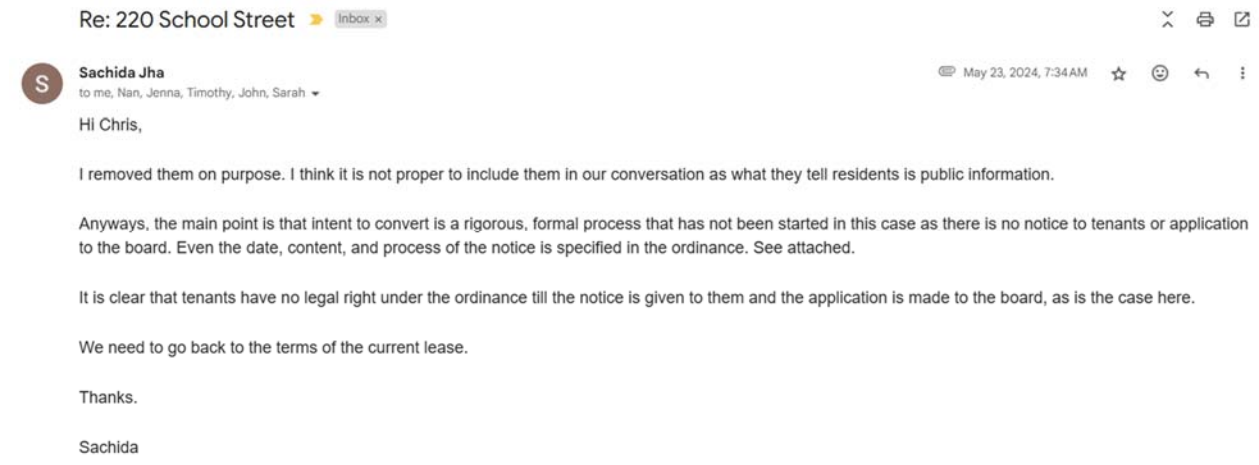 Re: 220 School Street
Inbox x
S
Sachida Jha
May 23, 2024, 7:34 AM
to me, Nan, Jenna, Timothy, John, Sarah
Hi Chris,
I removed them on purpose. I think it is not proper to include them in our conversation as what they tell residents is public information.
Anyways, the main point is that intent to convert is a rigorous, formal process that has not been started in this case as there is no notice to tenants or application
to the board. Even the date, content, and process of the notice is specified in the ordinance. See attached.
It is clear that tenants have no legal right under the ordinance till the notice is given to them and the application is made to the board, as is the case here.
We need to go back to the terms of the current lease.
Thanks.
Sachida